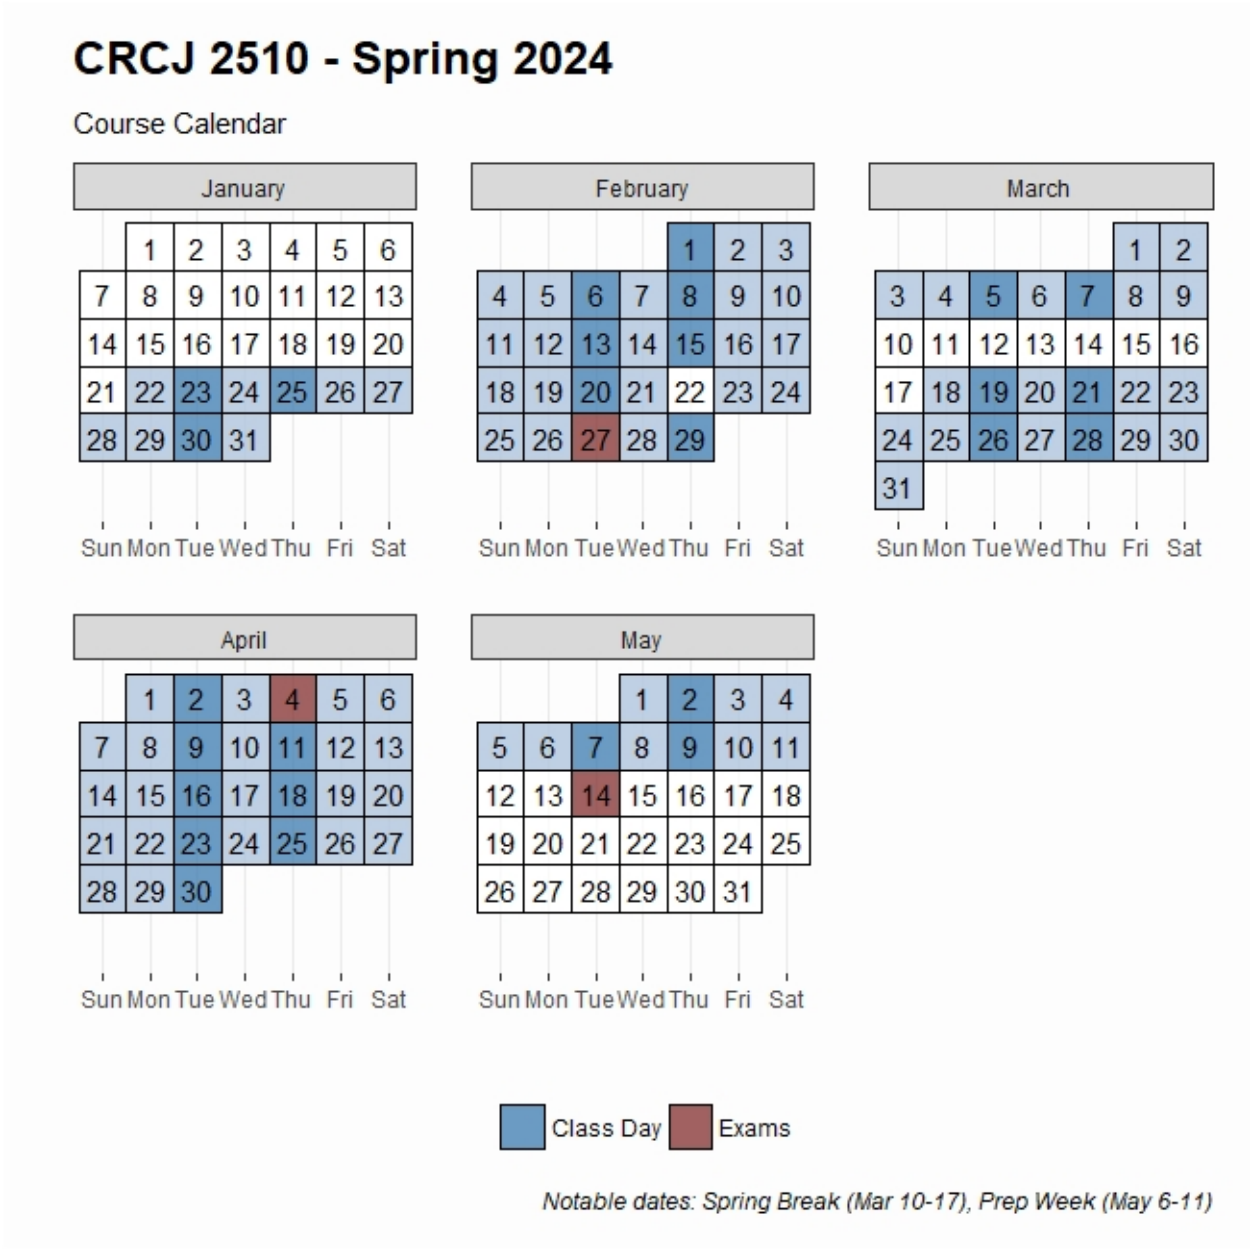 CRCJ 2510 - Spring 2024
Course Calendar
January
1 2 3 4 5 6
7 8 9 10 11 12 13
14 15 16 17 18 19 20
21 22 23 24 25 26 27
28 29 30 31
Sun Mon Tue Wed Thu Fri Sat
February
1 2 3
4 5 6 7 8 9 10
11 12 13 14 15 16 17
18 19 20 21 22 23 24
25 26 27 28 29
Sun Mon Tue Wed Thu Fri Sat
March
1 2
3 4 5 6 7 8 9
10 11 12 13 14 15 16
17 18 19 20 21 22 23
24 25 26 27 28 29 30
31
Sun Mon Tue Wed Thu Fri Sat
April
1 2 3 4 5 6
7 8 9 10 11 12 13
14 15 16 17 18 19 20
21 22 23 24 25 26 27
28 29 30
Sun Mon Tue Wed Thu Fri Sat
May
1 2 3 4
5 6 7 8 9 10 11
12 13 14 15 16 17 18
19 20 21 22 23 24 25
26 27 28 29 30 31
Sun Mon Tue Wed Thu Fri Sat
Class Day Exams
Notable dates: Spring Break (Mar 10-17), Prep Week (May 6-11)